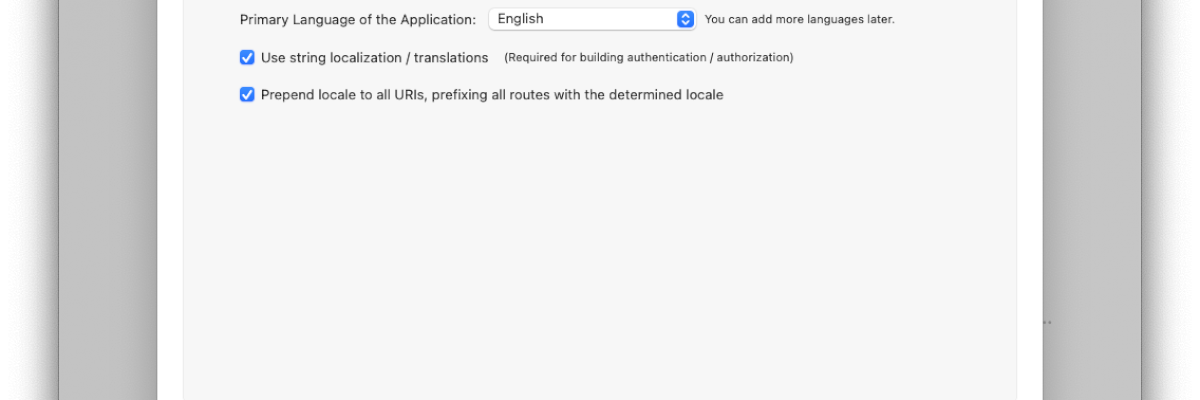 Primary Language of the Application: English You can add more languages later.
Use string localization / translations (Required for building authentication / authorization)
Prepend locale to all URIs, prefixing all routes with the determined locale